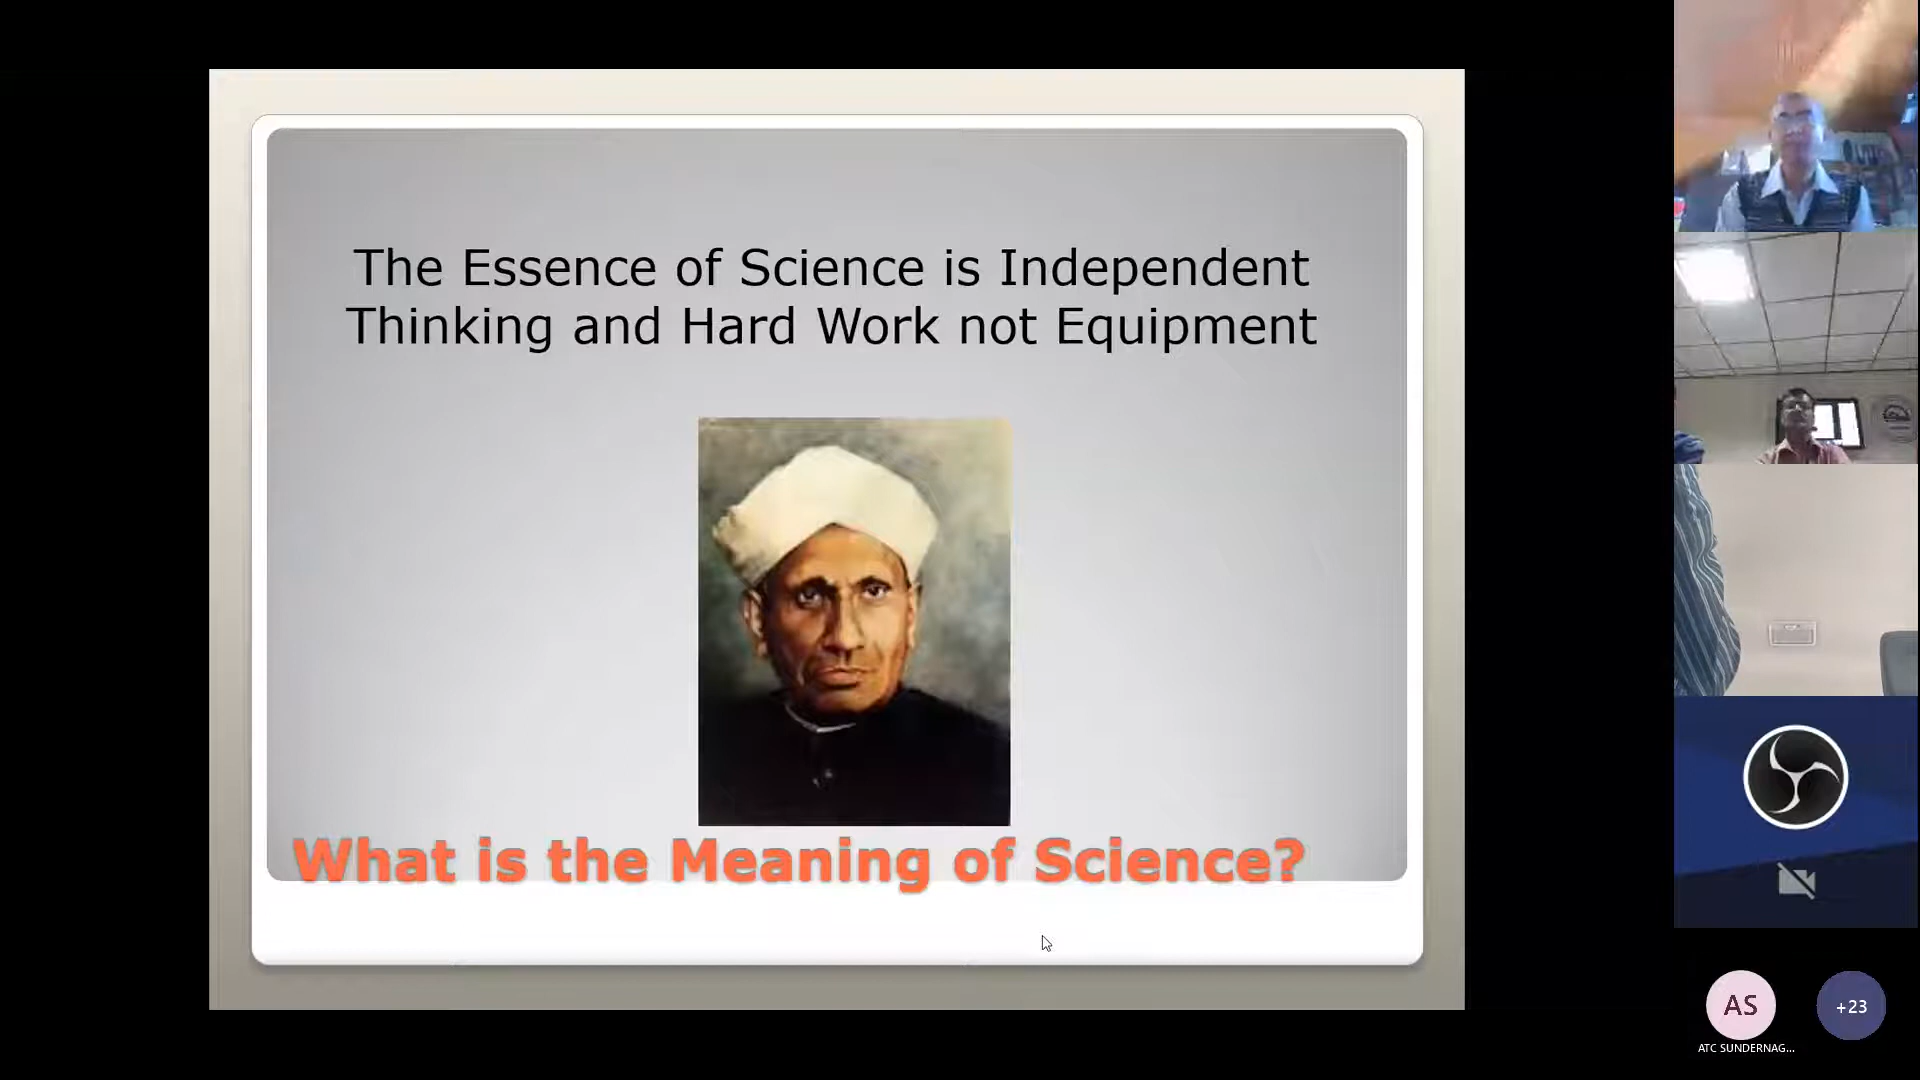 The Essence of Science is Independent
Thinking and Hard Work not Equipment
What is the Meaning of Science?
AS
+23
ATC SUNDERNAG...